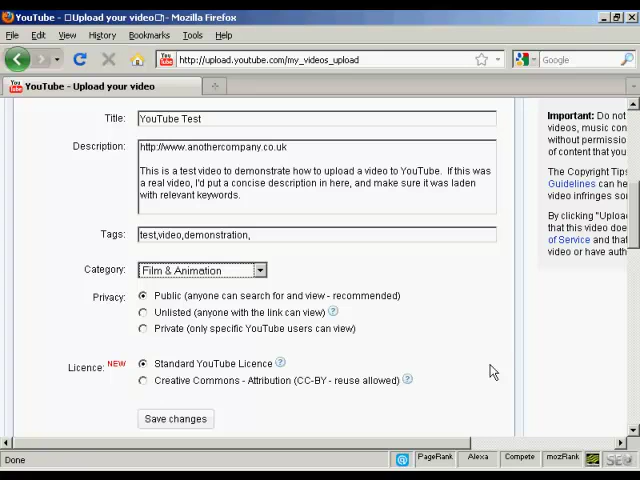 YouTube - Upload your video - Mozilla Firefox
File Edit View History Bookmarks Tools Help
http://upload.youtube.com/my_videos_upload Google
YouTube - Upload your video
Title: YouTube Test
Description: http://www.anothercompany.co.uk
This is a test video to demonstrate how to upload a video to YouTube. If this was
a real video, I'd put a concise description in here, and make sure it was laden
with relevant keywords.
Tags: test,video,demonstration,
Category: Film & Animation
Privacy: Public (anyone can search for and view - recommended)
Unlisted (anyone with the link can view) ?
Private (only specific YouTube users can view)
Licence: NEW Standard YouTube Licence ?
Creative Commons - Attribution (CC-BY - reuse allowed) ?
Save changes
Important: Do not
videos, music con
without permissio
of content that you
The Copyright Tips
Guidelines can he
video infringes so
By clicking "Uploa
that this video doe
of Service and that
video or have auth
Done PageRank Alexa Compete mozRank SEO